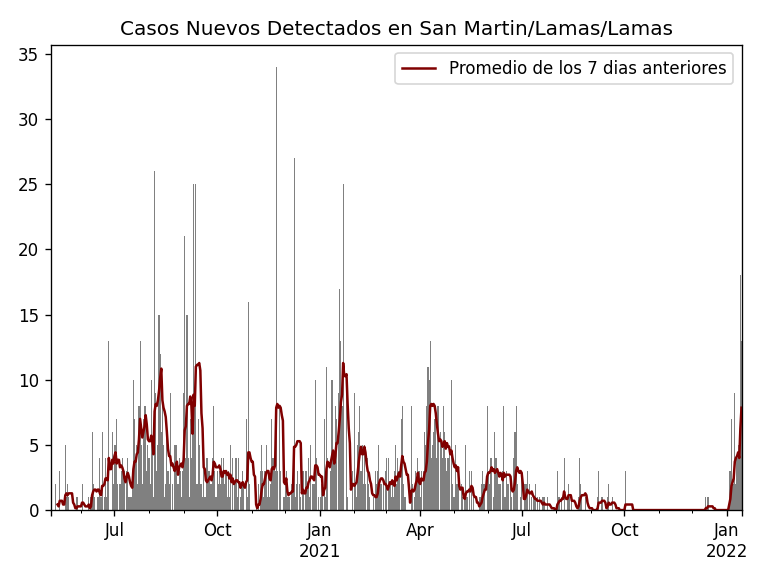 Casos Nuevos Detectados en San Martin/Lamas/Lamas
Promedio de los 7 dias anteriores
35
30
25
20
15
10
5
0
Jul
Oct
Jan
2021
Apr
Jul
Oct
Jan
2022